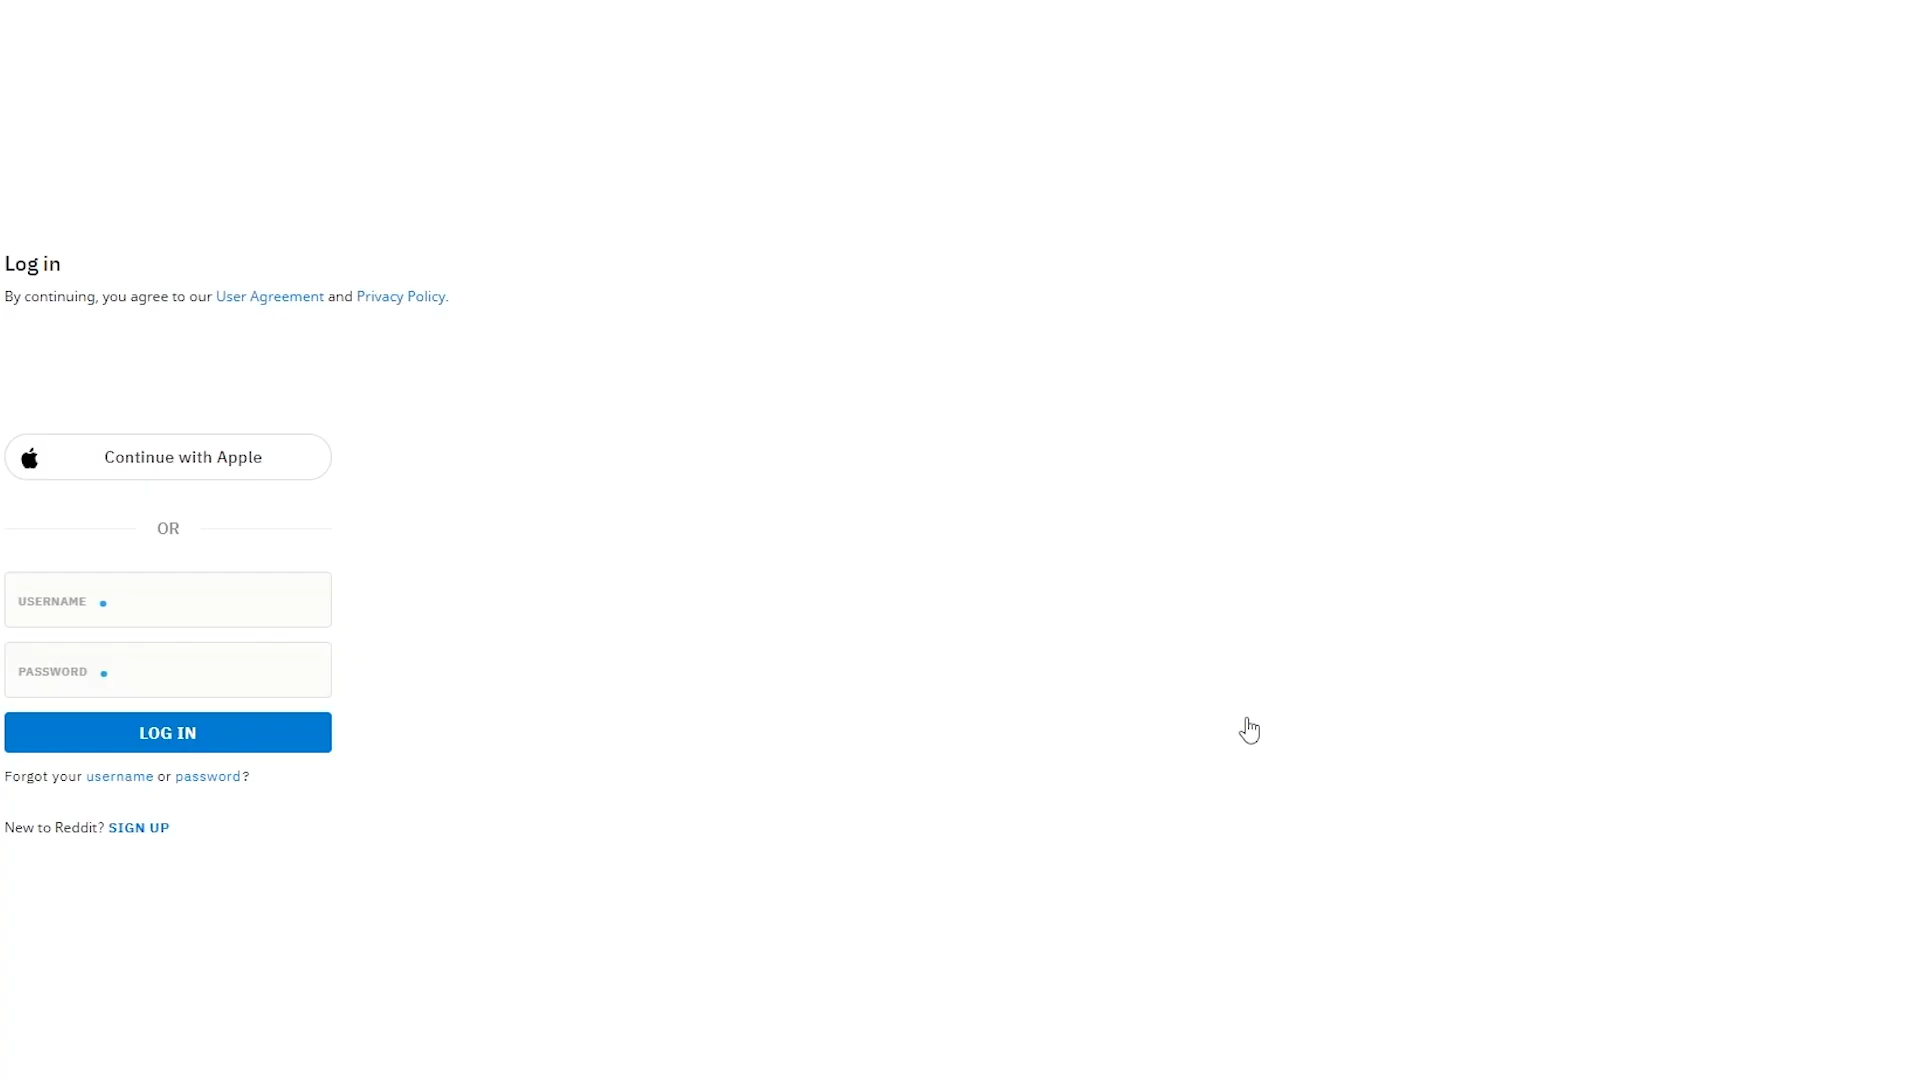 Log in
By continuing, you agree to our User Agreement and Privacy Policy.
Continue with Apple
OR
USERNAME
PASSWORD
LOG IN
Forgot your username or password?
New to Reddit? SIGN UP